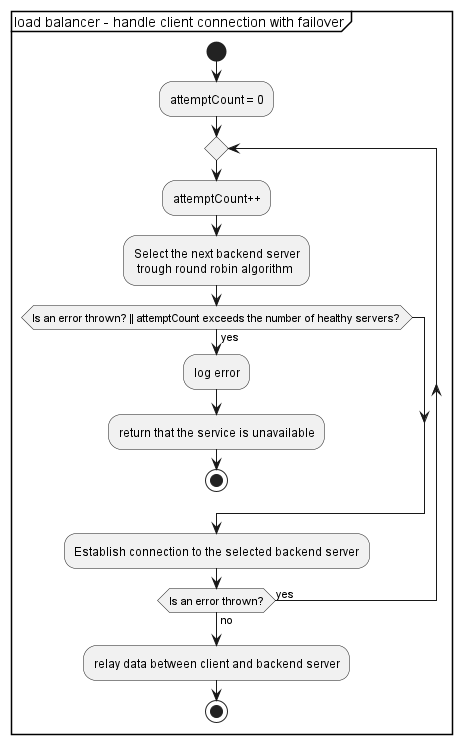 load balancer - handle client connection with failover
attemptCount = 0
attemptCount++
Select the next backend server
trough round robin algorithm
Is an error thrown? || attemptCount exceeds the number of healthy servers?
yes
log error
return that the service is unavailable
Establish connection to the selected backend server
Is an error thrown?
yes
no
relay data between client and backend server